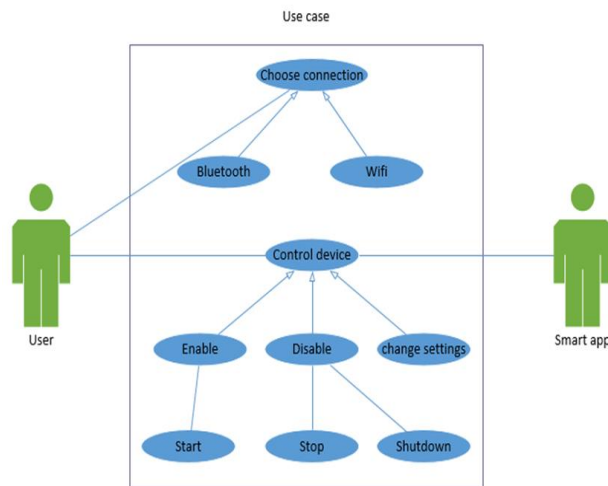 Use case
Choose connection
Bluetooth
Wifi
Control device
User
Smart app
Enable
Disable
change settings
Start
Stop
Shutdown